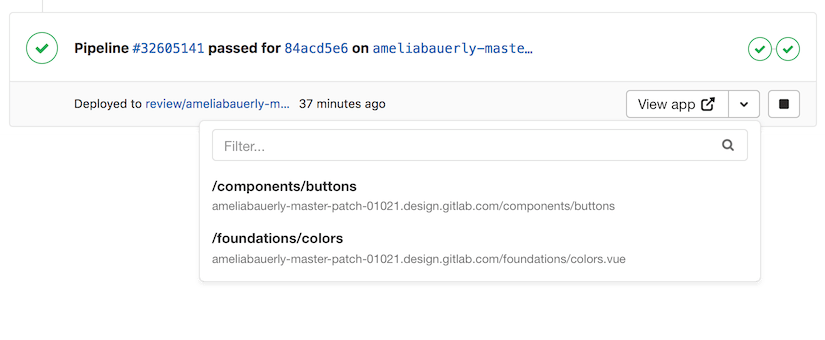 Pipeline #32605141 passed for 84acd5e6 on ameliabauerly-maste…
Deployed to review/ameliabauerly-m... 37 minutes ago View app
Filter...
/components/buttons
ameliabauerly-master-patch-01021.design.gitlab.com/components/buttons
/foundations/colors
ameliabauerly-master-patch-01021.design.gitlab.com/foundations/colors.vue